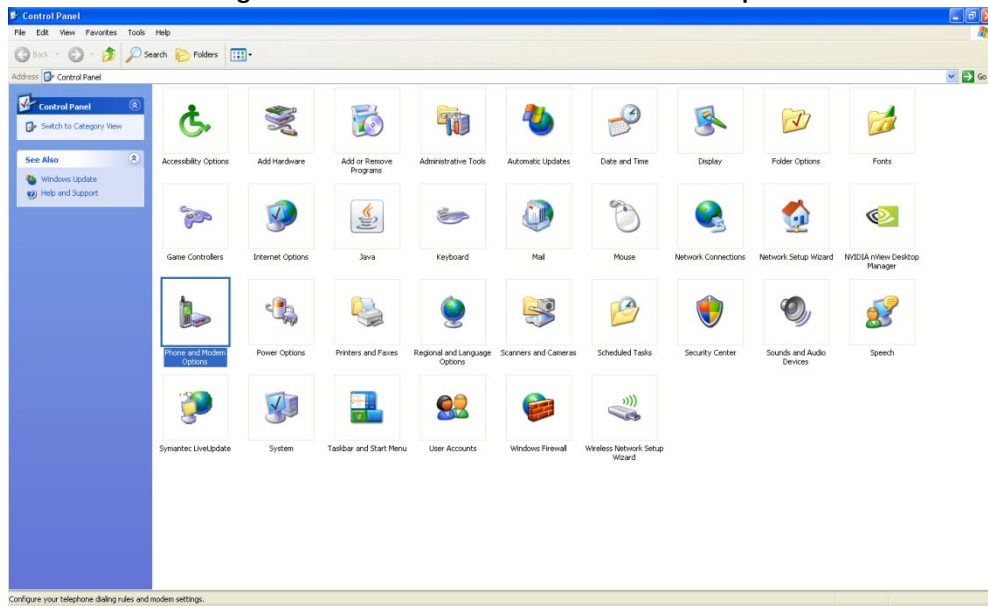 Control Panel
File Edit View Favorites Tools Help
Back Search Folders
Address Control Panel Go
Control Panel
Switch to Category View
See Also
Windows Update
Help and Support
Accessibility Options Add Hardware Add or Remove Programs Administrative Tools Automatic Updates Date and Time Display Folder Options Fonts
Game Controllers Internet Options Java Keyboard Mail Mouse Network Connections Network Setup Wizard NVIDIA nView Desktop Manager
Phone and Modem Options Power Options Printers and Faxes Regional and Language Options Scanners and Cameras Scheduled Tasks Security Center Sounds and Audio Devices Speech
Symantec LiveUpdate System Taskbar and Start Menu User Accounts Windows Firewall Wireless Network Setup Wizard
Configure your telephone dialing rules and modem settings.